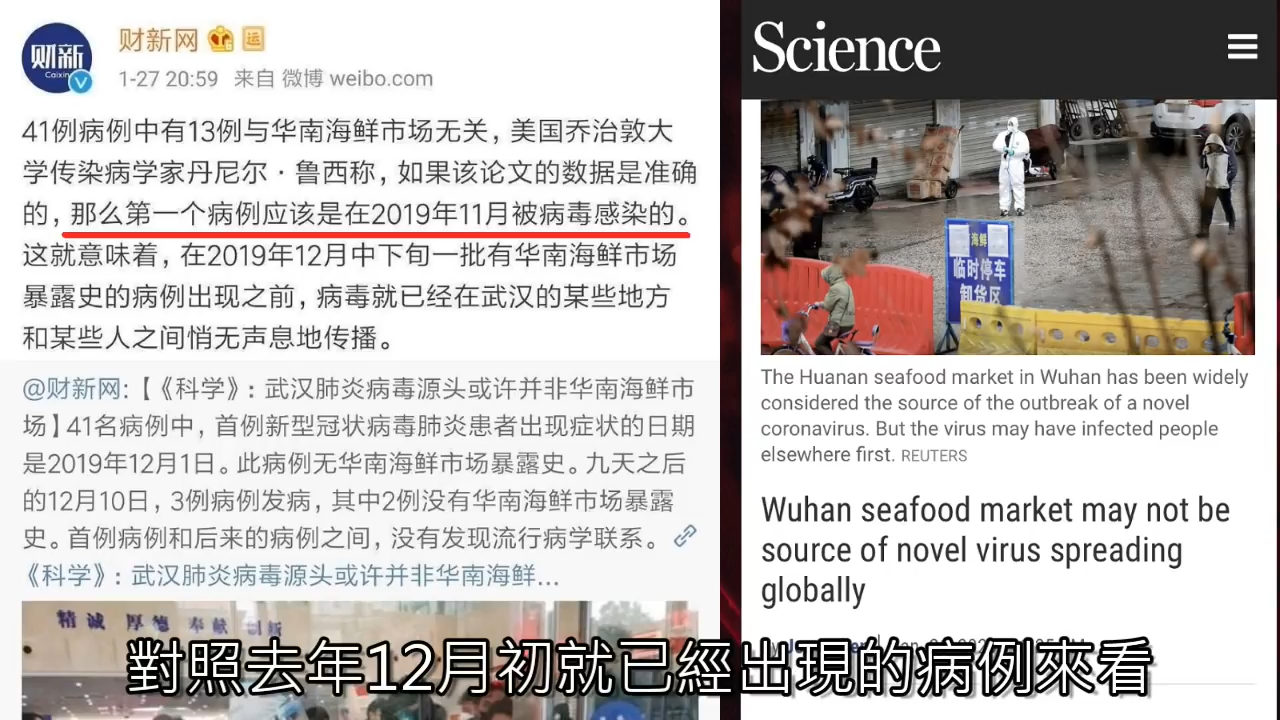 财新
Caixin
财新网
运
1-27 20:59 来自 微博 weibo.com
41例病例中有13例与华南海鲜市场无关，美国乔治敦大
学传染病学家丹尼尔·鲁西称，如果该论文的数据是准确
的，那么第一个病例应该是在2019年11月被病毒感染的。
这就意味着，在2019年12月中下旬一批有华南海鲜市场
暴露史的病例出现之前，病毒就已经在武汉的某些地方
和某些人之间悄无声息地传播。
@财新网:【《科学》: 武汉肺炎病毒源头或许并非华南海鲜市
场】41名病例中，首例新型冠状病毒肺炎患者出现症状的日期
是2019年12月1日。此病例无华南海鲜市场暴露史。九天之后
的12月10日，3例病例发病，其中2例没有华南海鲜市场暴露
史。首例病例和后来的病例之间，没有发现流行病学联系。
《科学》: 武汉肺炎病毒源头或许并非华南海鲜...
精诚 厚德 奉献 创新
Science
海鲜
临时停车
卸货区
The Huanan seafood market in Wuhan has been widely
considered the source of the outbreak of a novel
coronavirus. But the virus may have infected people
elsewhere first. REUTERS
Wuhan seafood market may not be
source of novel virus spreading
globally
對照去年12月初就已經出現的病例來看